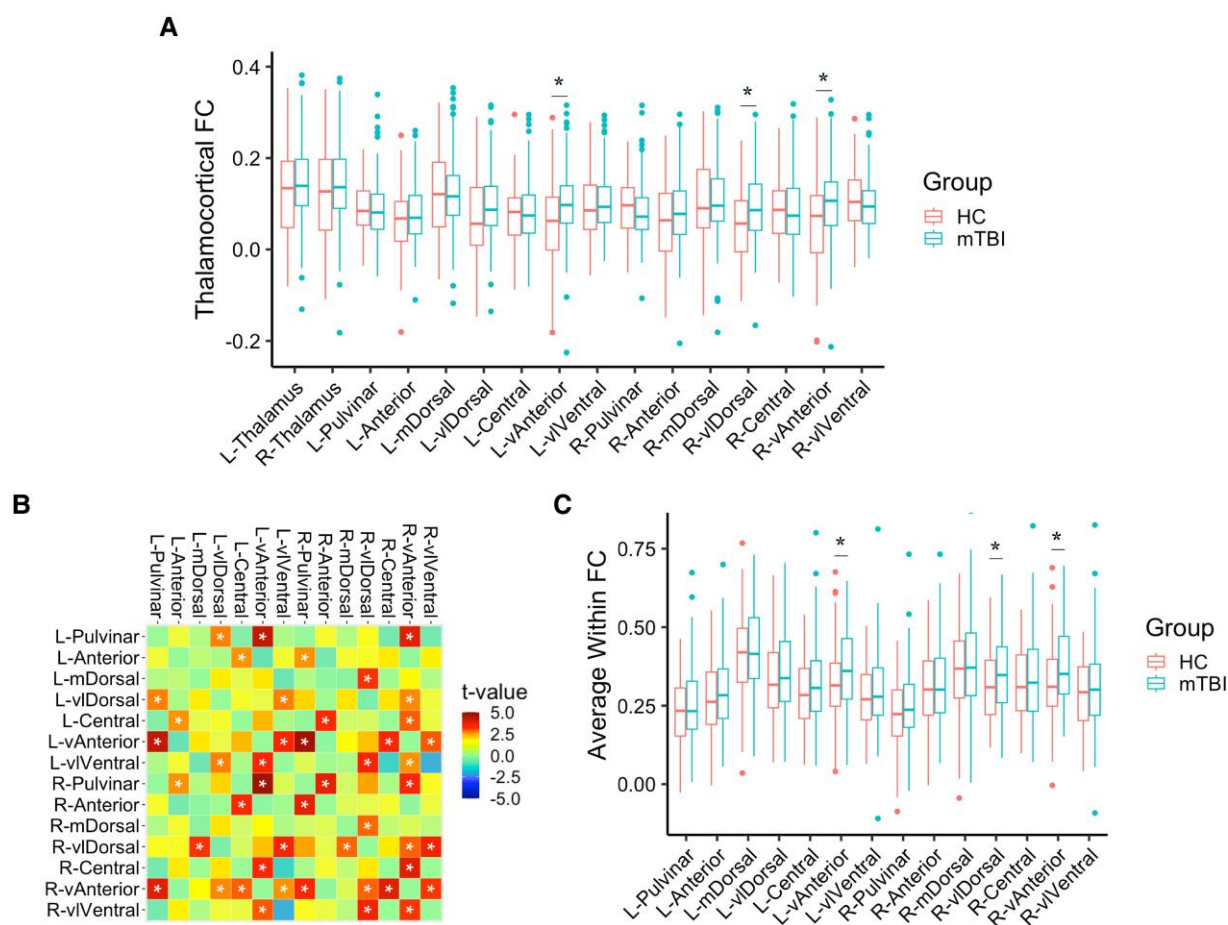 A
Thalamocortical FC
0.4
0.2
0.0
-0.2
*
*
*
L-Thalamus
R-Thalamus
L-Pulvinar
L-Anterior
L-mDorsal
L-vlDorsal
L-Central
L-vAnterior
L-vlVentral
R-Pulvinar
R-Anterior
R-mDorsal
R-vlDorsal
R-Central
R-vAnterior
R-vlVentral
Group
HC
mTBI
B
L-Pulvinar
L-Anterior
L-mDorsal
L-vlDorsal
L-Central
L-vAnterior
L-vlVentral
R-Pulvinar
R-Anterior
R-mDorsal
R-vlDorsal
R-Central
R-vAnterior
R-vlVentral
L-Pulvinar
L-Anterior
L-mDorsal
L-vlDorsal
L-Central
L-vAnterior
L-vlVentral
R-Pulvinar
R-Anterior
R-mDorsal
R-vlDorsal
R-Central
R-vAnterior
R-vlVentral
t-value
5.0
2.5
0.0
-2.5
-5.0
C
Average Within FC
0.75
0.50
0.25
0.00
*
*
*
L-Pulvinar
L-Anterior
L-mDorsal
L-vlDorsal
L-Central
L-vAnterior
L-vlVentral
R-Pulvinar
R-Anterior
R-mDorsal
R-vlDorsal
R-Central
R-vAnterior
R-vlVentral
Group
HC
mTBI